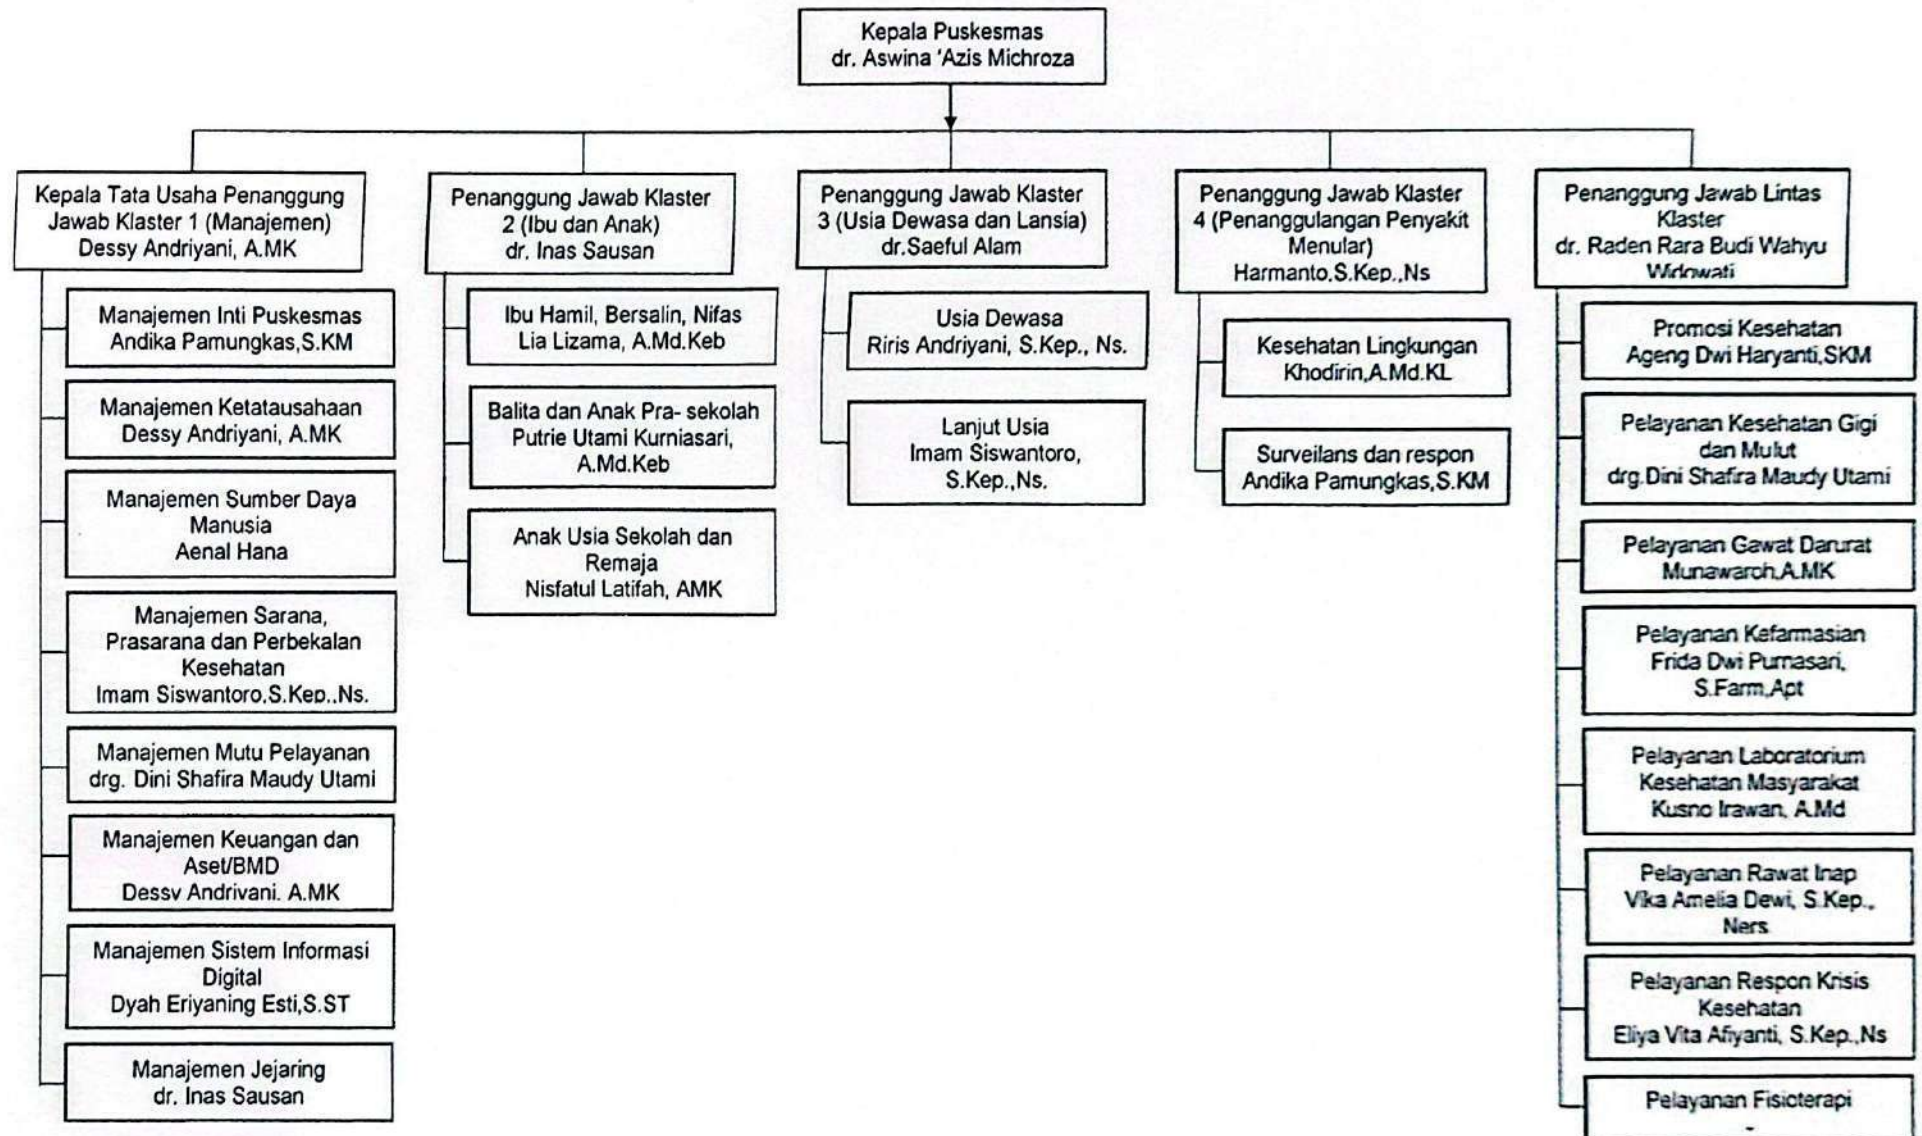 Kepala Puskesmas
dr. Aswina 'Azis Michroza
Kepala Tata Usaha Penanggung
Jawab Klaster 1 (Manajemen)
Dessy Andriyani, A.MK
Manajemen Inti Puskesmas
Andika Pamungkas,S.KM
Manajemen Ketatausahaan
Dessy Andriyani, A.MK
Manajemen Sumber Daya
Manusia
Aenal Hana
Manajemen Sarana,
Prasarana dan Perbekalan
Kesehatan
Imam Siswantoro,S.Kep.,Ns.
Manajemen Mutu Pelayanan
drg. Dini Shafira Maudy Utami
Manajemen Keuangan dan
Aset/BMD
Dessy Andriyani. A.MK
Manajemen Sistem Informasi
Digital
Dyah Eriyaning Esti,S.ST
Manajemen Jejaring
dr. Inas Sausan
Penanggung Jawab Klaster
2 (Ibu dan Anak)
dr. Inas Sausan
Ibu Hamil, Bersalin, Nifas
Lia Lizama, A.Md.Keb
Balita dan Anak Pra- sekolah
Putrie Utami Kurniasari,
A.Md.Keb
Anak Usia Sekolah dan
Remaja
Nisfatul Latifah, AMK
Penanggung Jawab Klaster
3 (Usia Dewasa dan Lansia)
dr.Saeful Alam
Usia Dewasa
Riris Andriyani, S.Kep., Ns.
Lanjut Usia
Imam Siswantoro,
S.Kep.,Ns.
Penanggung Jawab Klaster
4 (Penanggulangan Penyakit
Menular)
Harmanto,S.Kep.,Ns
Kesehatan Lingkungan
Khodirin,A.Md.KL
Surveilans dan respon
Andika Pamungkas,S.KM
Penanggung Jawab Lintas
Klaster
dr. Raden Rara Budi Wahyu
Widowati
Promosi Kesehatan
Ageng Dwi Haryanti,SKM
Pelayanan Kesehatan Gigi
dan Mulut
drg.Dini Shafira Maudy Utami
Pelayanan Gawat Darurat
Munawaroh,A.MK
Pelayanan Kefarmasian
Frida Dwi Purnasari,
S.Farm,Apt
Pelayanan Laboratorium
Kesehatan Masyarakat
Kusno Irawan, A.Md
Pelayanan Rawat Inap
Vika Amelia Dewi, S.Kep.,
Ners
Pelayanan Respon Krisis
Kesehatan
Eliya Vita Afiyanti, S.Kep.,Ns
Pelayanan Fisioterapi
-